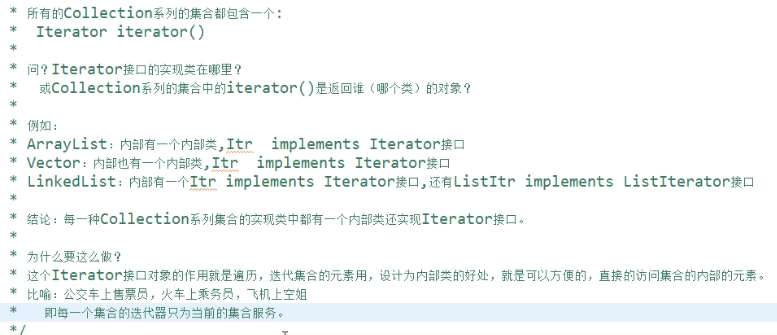 * 所有的Collection系列的集合都包含一个:
*  Iterator iterator()
*
* 问?Iterator接口的实现类在哪里?
*   或Collection系列的集合中的iterator()是返回谁（哪个类）的对象?
*
* 例如:
* ArrayList：内部有一个内部类,Itr  implements Iterator接口
* Vector：内部也有一个内部类,Itr  implements Iterator接口
* LinkedList：内部有一个Itr implements Iterator接口,还有ListItr implements ListIterator接口
*
* 结论：每一种Collection系列集合的实现类中都有一个内部类还实现Iterator接口。
*
* 为什么要这么做?
* 这个Iterator接口对象的作用就是遍历，迭代集合的元素用，设计为内部类的好处，就是可以方便的，直接的访问集合的内部的元素。
* 比喻：公交车上售票员，火车上乘务员，飞机上空姐
*   即每一个集合的迭代器只为当前的集合服务。
*/